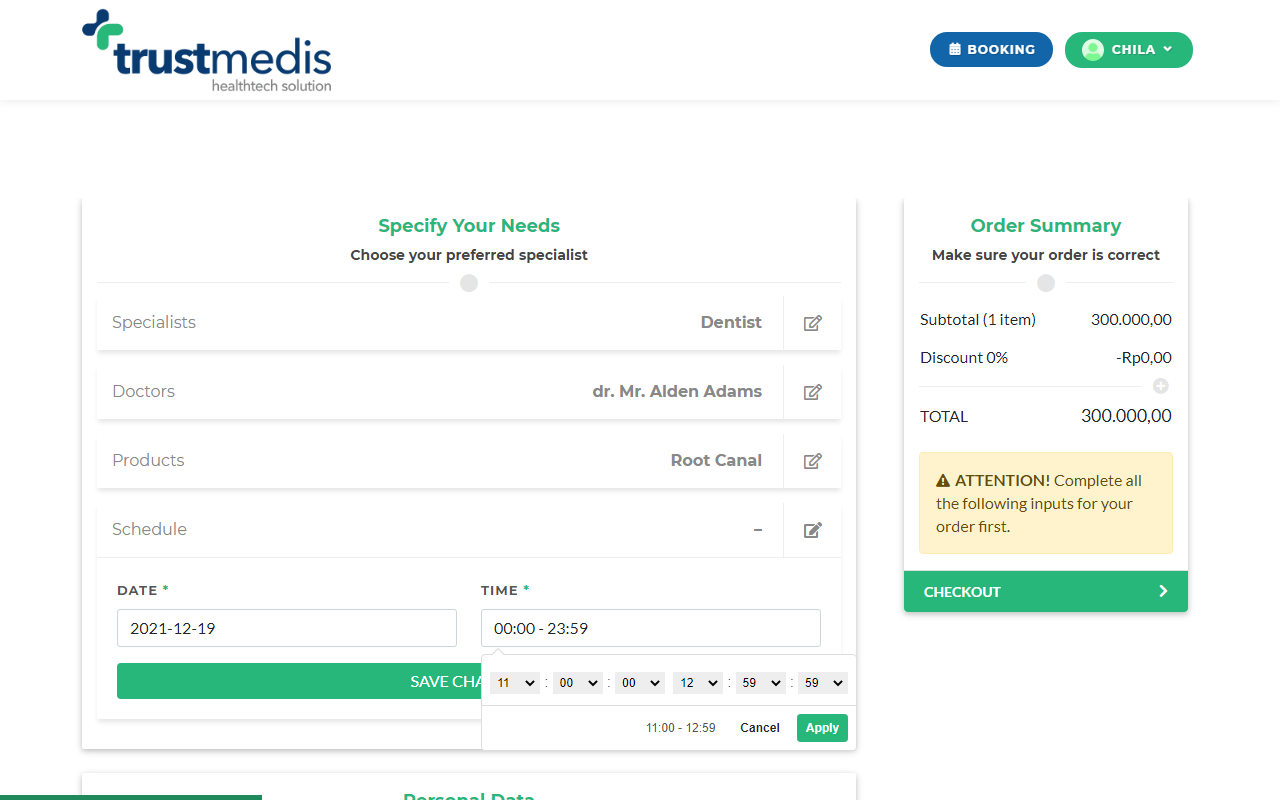 trustmedis
healthtech solution
BOOKING
CHILA
Specify Your Needs
Choose your preferred specialist
Specialists Dentist
Doctors dr. Mr. Alden Adams
Products Root Canal
Schedule –
DATE * TIME *
2021-12-19 00:00 - 23:59
SAVE CHA
11 : 00 : 00 12 : 59 : 59
11:00 - 12:59 Cancel Apply
Order Summary
Make sure your order is correct
Subtotal (1 item) 300.000,00
Discount 0% -Rp0,00
TOTAL 300.000,00
ATTENTION! Complete all
the following inputs for your
order first.
CHECKOUT
Personal Data